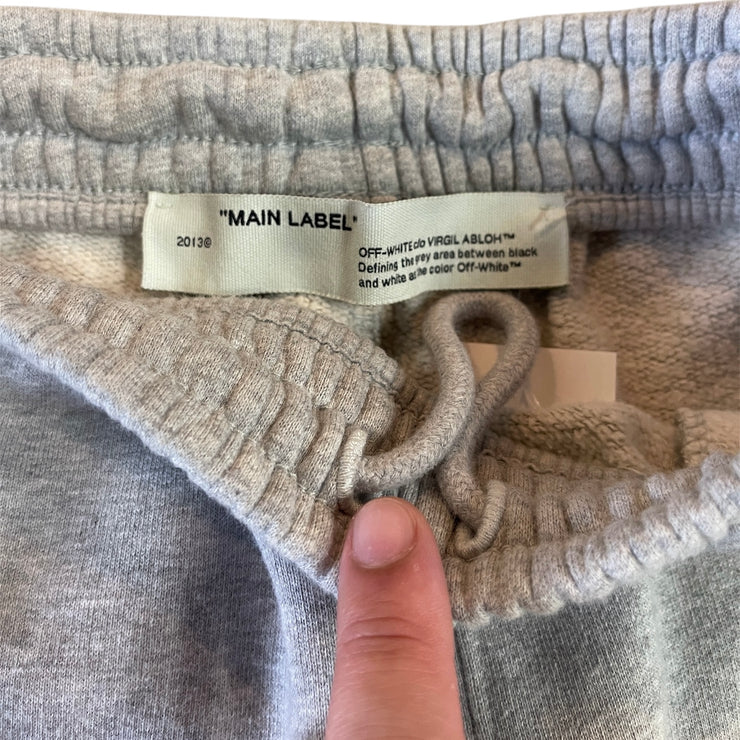 "MAIN LABEL"
2013©
OFF-WHITE c/o VIRGIL ABLOH™
Defining the grey area between black
and white as the color Off-White™